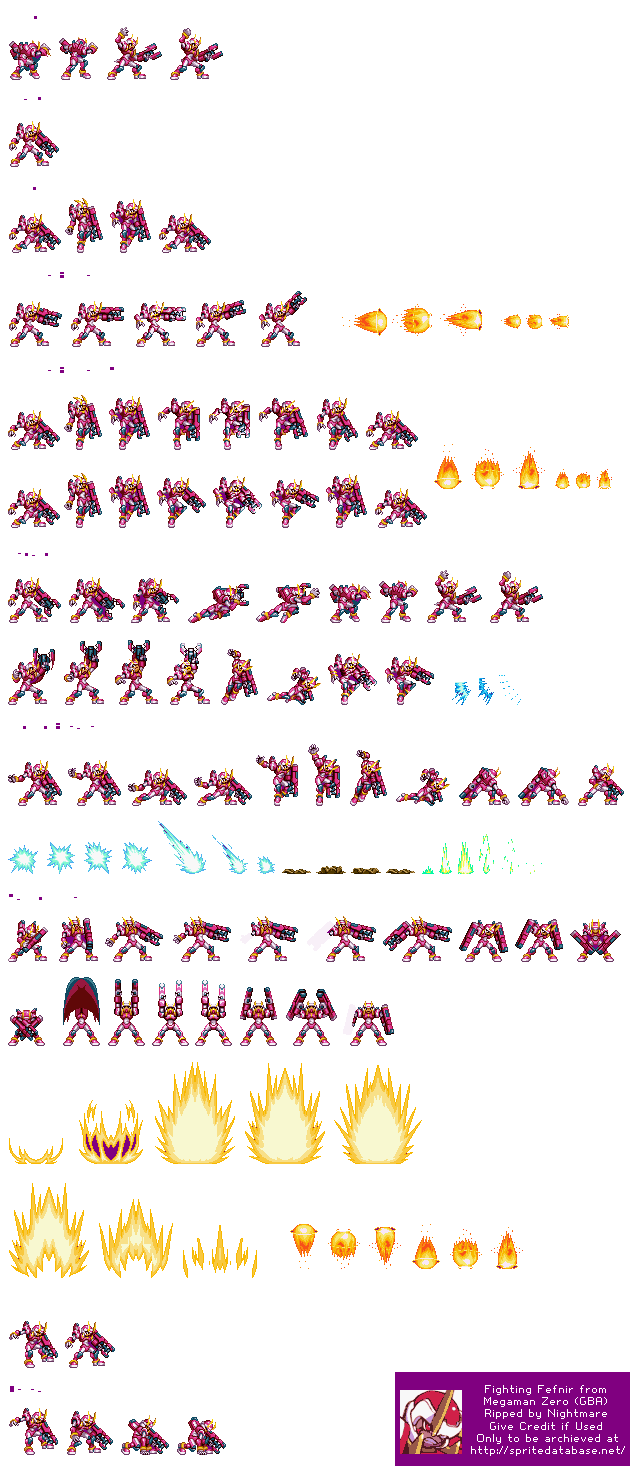 Fighting Fefnir from
Megaman Zero (GBA)
Ripped by Nightmare
Give Credit if Used
Only to be archieved at
http://spritedatabase.net/